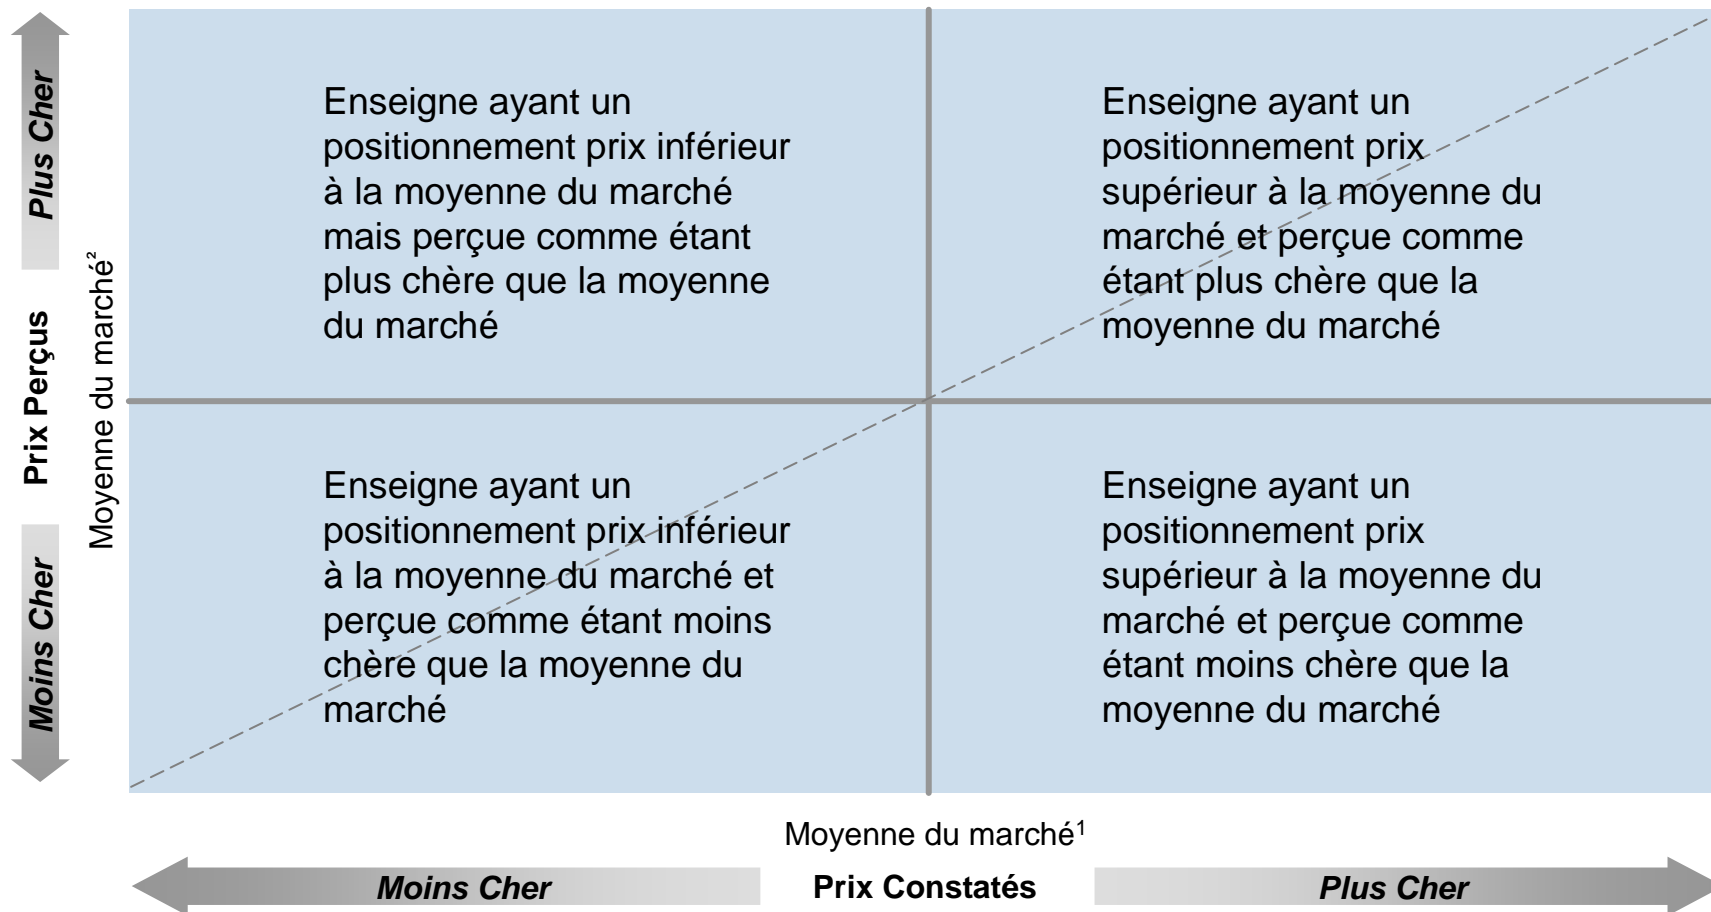 Plus Cher
Prix Perçus
Moins Cher
Moyenne du marché²
Enseigne ayant un
positionnement prix inférieur
à la moyenne du marché
mais perçue comme étant
plus chère que la moyenne
du marché
Enseigne ayant un
positionnement prix
supérieur à la moyenne du
marché et perçue comme
étant plus chère que la
moyenne du marché
Enseigne ayant un
positionnement prix inférieur
à la moyenne du marché et
perçue comme étant moins
chère que la moyenne du
marché
Enseigne ayant un
positionnement prix
supérieur à la moyenne du
marché et perçue comme
étant moins chère que la
moyenne du marché
Moyenne du marché¹
Moins Cher
Prix Constatés
Plus Cher